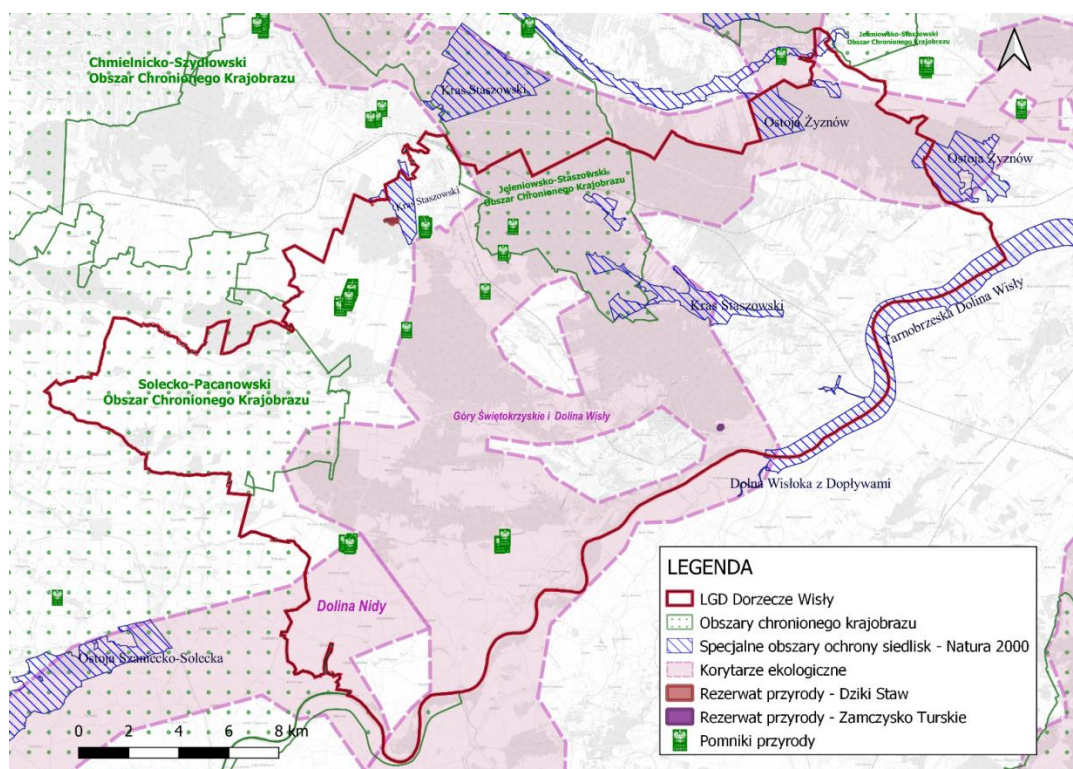 Chmielnicko-Szydłowski
Obszar Chronionego Krajobrazu
Jeleniowsko-Staszowski
Obszar Chronionego Krajobrazu
Kras Staszowski
Ostoja Żyznów
Ostoja Żyznów
Jeleniowsko-Staszowski
Obszar Chronionego Krajobrazu
Kras Staszowski
Kras Staszowski
Tarnobrzeska Dolina Wisły
Solecko-Pacanowski
Obszar Chronionego Krajobrazu
Góry Świętokrzyskie i Dolina Wisły
Dolna Wisłoka z Dopływami
Dolina Nidy
Ostoja Szaniecko-Solecka
0 2 4 6 8 km
LEGENDA
LGD Dorzecze Wisły
Obszary chronionego krajobrazu
Specjalne obszary ochrony siedlisk - Natura 2000
Korytarze ekologiczne
Rezerwat przyrody - Dziki Staw
Rezerwat przyrody - Zamczysko Turskie
Pomniki przyrody